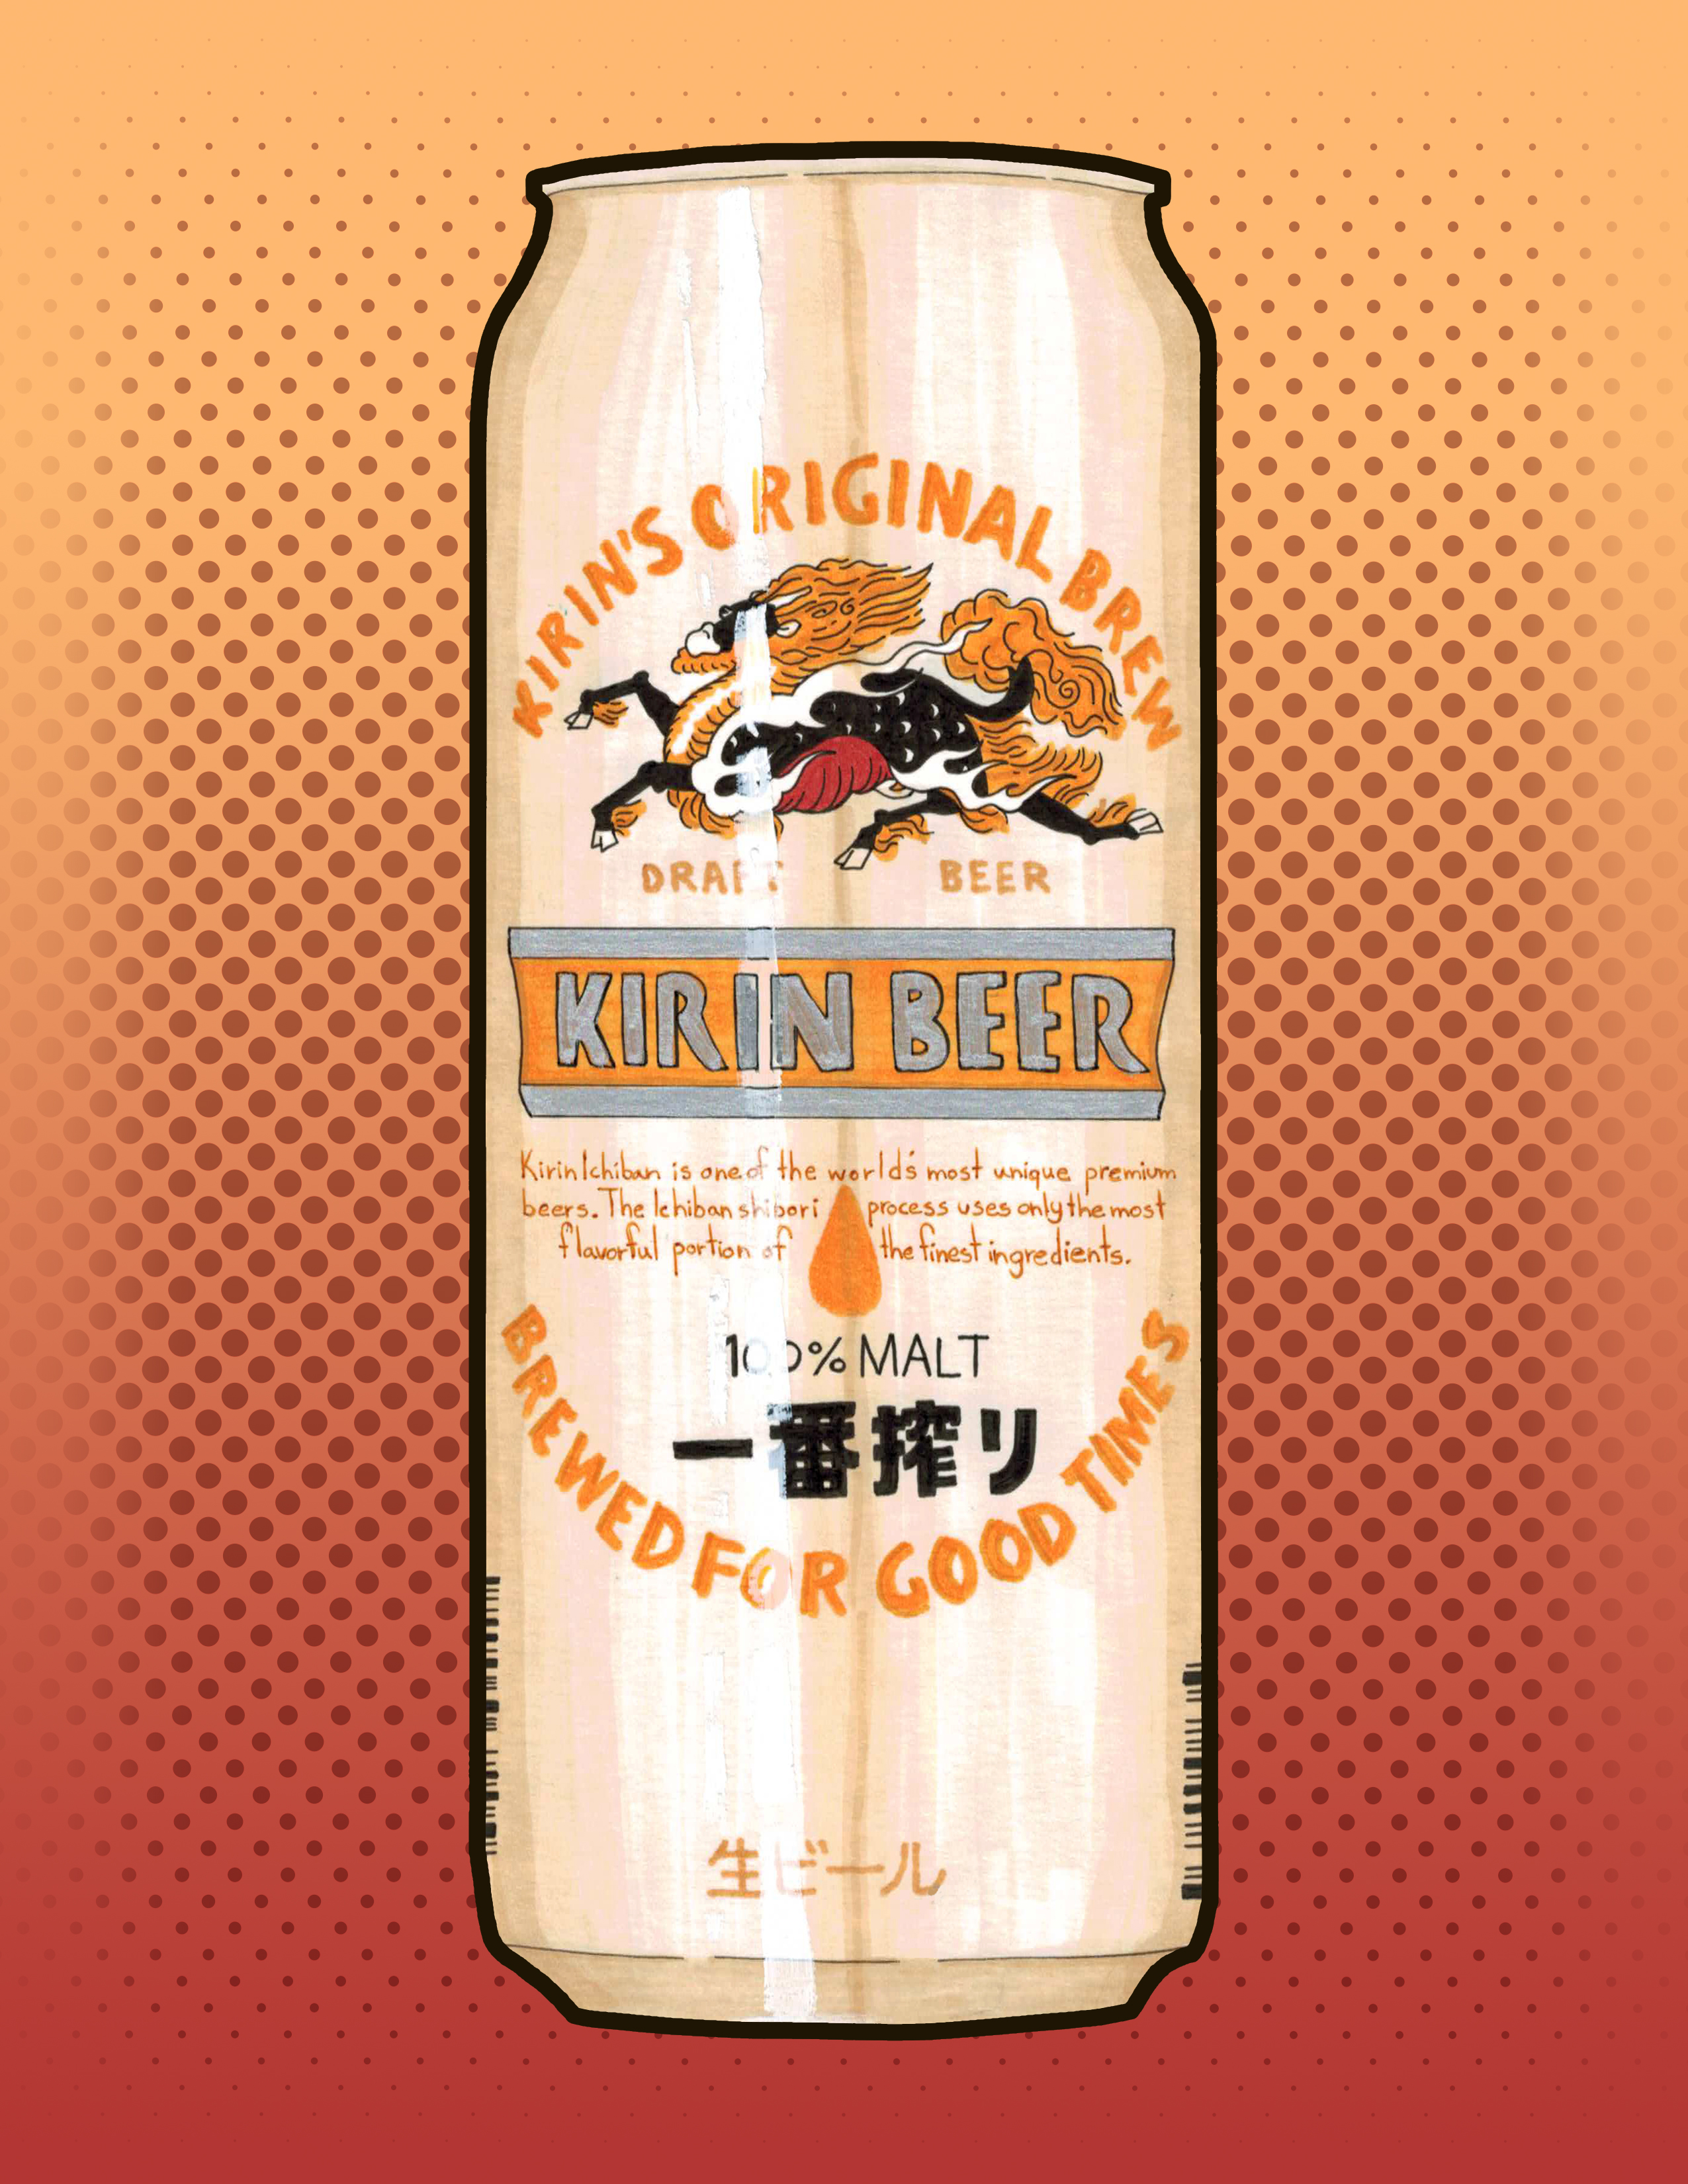 KIRIN'S ORIGINAL BREW
DRAFT BEER
KIRIN BEER
Kirin Ichiban is one of the world's most unique premium
beers. The Ichiban shibori process uses only the most
flavorful portion of the finest ingredients.
100% MALT
一番搾り
BREWED FOR GOOD TIMES
生ビール